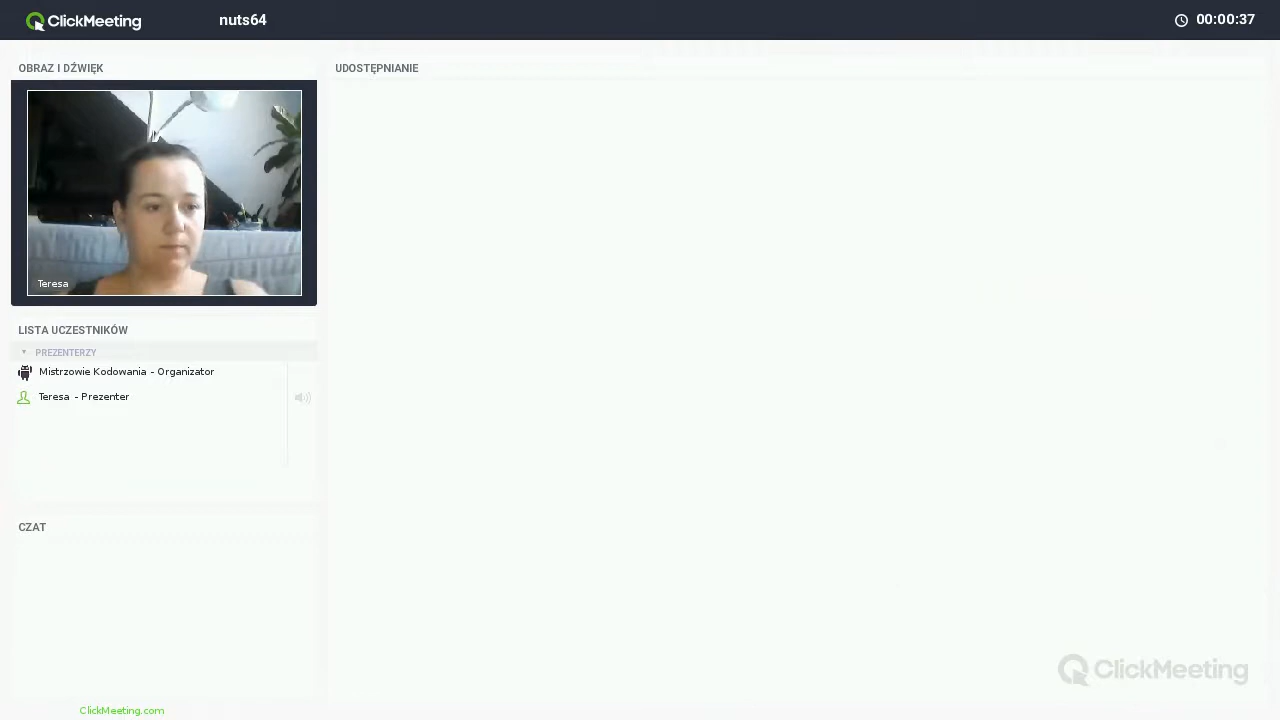 ClickMeeting
nuts64
00:00:37
OBRAZ I DŹWIĘK
Teresa
LISTA UCZESTNIKÓW
PREZENTERZY
Mistrzowie Kodowania - Organizator
Teresa - Prezenter
CZAT
ClickMeeting.com
UDOSTĘPNIANIE
ClickMeeting